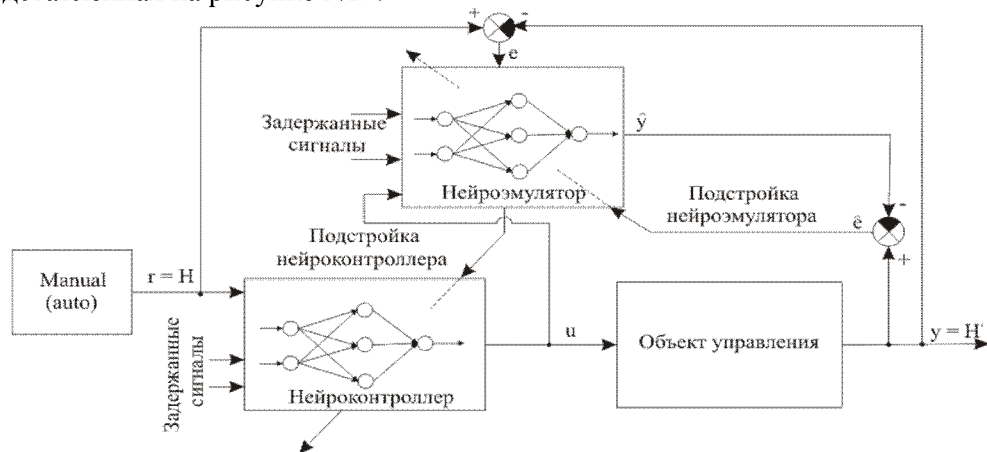 +
-
e
Задержанные
сигналы
ŷ
Нейроэмулятор
Подстройка
нейроэмулятора
-
ê
+
Подстройка
нейроконтроллера
Manual
(auto)
r = H
Задержанные
сигналы
Нейроконтроллер
u
Объект управления
y = H'